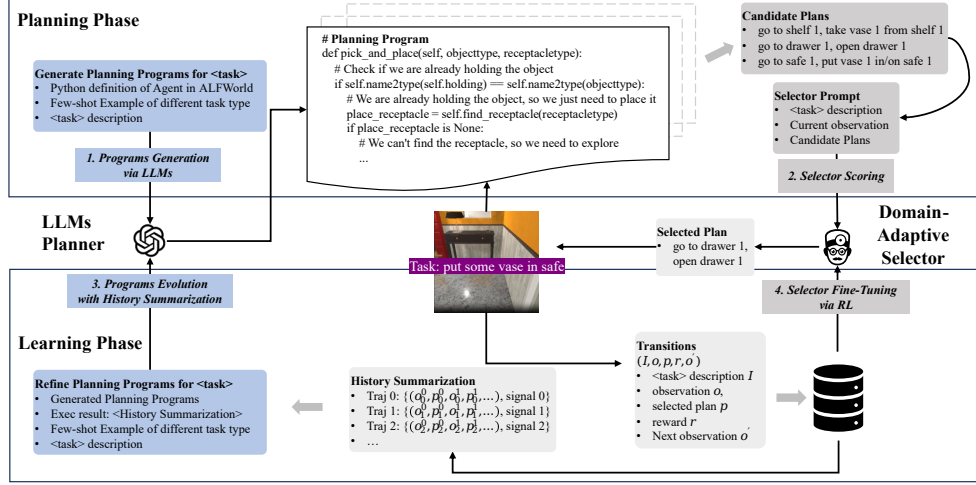 Planning Phase
Generate Planning Programs for <task>
• Python definition of Agent in ALFWorld
• Few-shot Example of different task type
• <task> description
1. Programs Generation
via LLMs
# Planning Program
def pick_and_place(self, objecttype, receptacletype):
# Check if we are already holding the object
if self.name2type(self.holding) == self.name2type(objecttype):
# We are already holding the object, so we just need to place it
place_receptacle = self.find_receptacle(receptacletype)
if place_receptacle is None:
# We can't find the receptacle, so we need to explore
...
Candidate Plans
• go to shelf 1, take vase 1 from shelf 1
• go to drawer 1, open drawer 1
• go to safe 1, put vase 1 in/on safe 1
Selector Prompt
• <task> description
• Current observation
• Candidate Plans
2. Selector Scoring
LLMs
Planner
Task: put some vase in safe
Selected Plan
• go to drawer 1,
open drawer 1
Domain-
Adaptive
Selector
3. Programs Evolution
with History Summarization
4. Selector Fine-Tuning
via RL
Learning Phase
Refine Planning Programs for <task>
• Generated Planning Programs
• Exec result: <History Summarization>
• Few-shot Example of different task type
• <task> description
History Summarization
• Traj 0: {(o₀⁰, p₀⁰, o₀¹, p₀¹, ...), signal 0}
• Traj 1: {(o₁⁰, p₁⁰, o₁¹, p₁¹, ...), signal 1}
• Traj 2: {(o₂⁰, p₂⁰, o₂¹, p₂¹, ...), signal 2}
• ...
Transitions
(I, o, p, r, o′)
• <task> description I
• observation o,
• selected plan p
• reward r
• Next observation o′